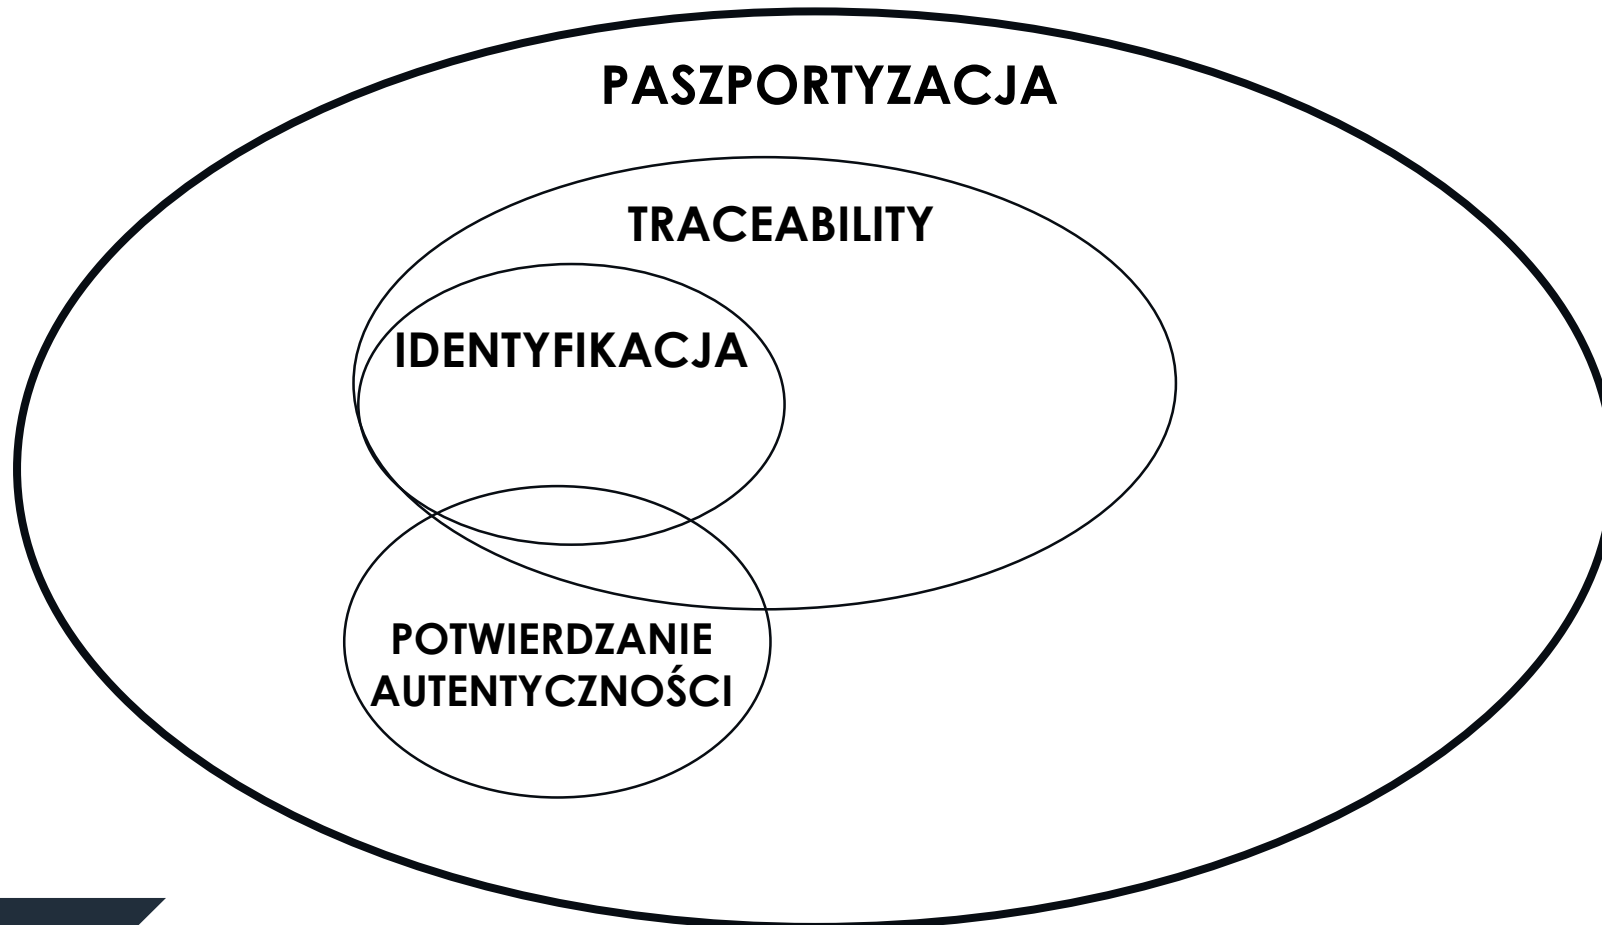 PASZPORTYZACJA
TRACEABILITY
IDENTYFIKACJA
POTWIERDZANIE
AUTENTYCZNOŚCI